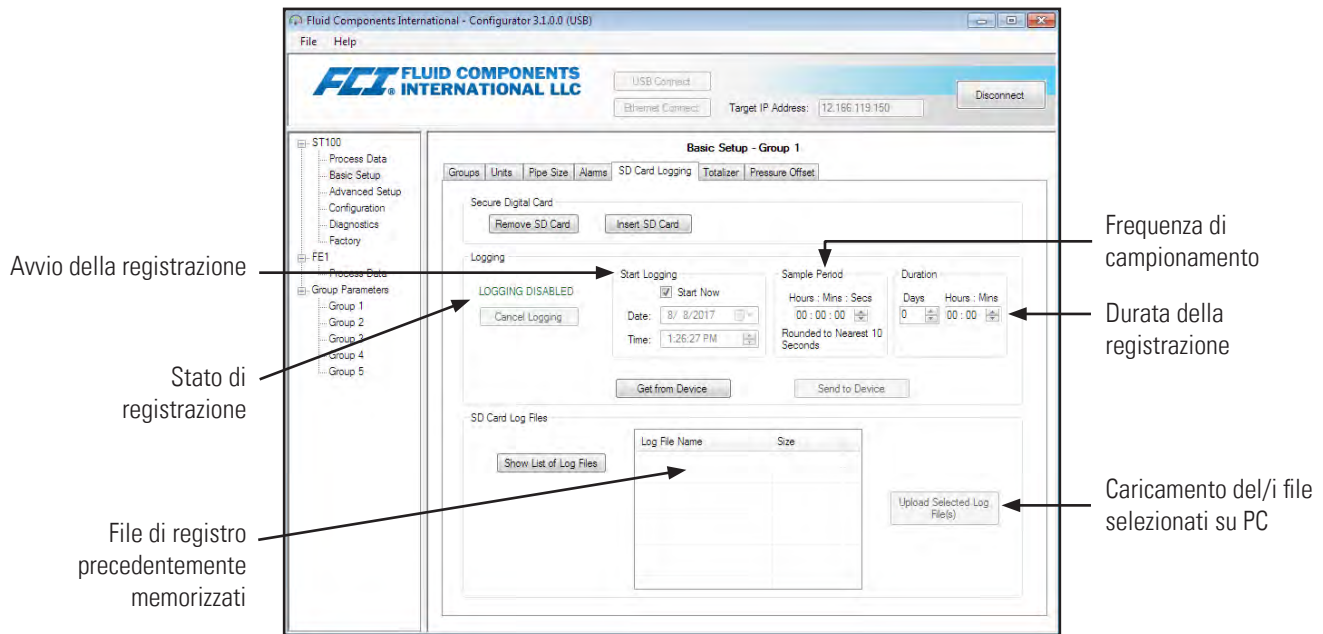 Fluid Components International - Configurator 3.1.0.0 (USB)
File Help
FCI® FLUID COMPONENTS
INTERNATIONAL LLC
USB Connect
Ethernet Connect
Target IP Address: 12.166.119.150
Disconnect
ST100
Process Data
Basic Setup
Advanced Setup
Configuration
Diagnostics
Factory
FE1
Process Data
Group Parameters
Group 1
Group 2
Group 3
Group 4
Group 5
Basic Setup - Group 1
Groups Units Pipe Size Alarms SD Card Logging Totalizer Pressure Offset
Secure Digital Card
Remove SD Card Insert SD Card
Logging
LOGGING DISABLED
Cancel Logging
Start Logging
Start Now
Date: 8/ 8/2017
Time: 1:26:27 PM
Sample Period
Hours : Mins : Secs
00 : 00 : 00
Rounded to Nearest 10
Seconds
Duration
Days Hours : Mins
0 00 : 00
Get from Device Send to Device
SD Card Log Files
Show List of Log Files
Log File Name Size
Upload Selected Log
File(s)
Avvio della registrazione
Stato di
registrazione
File di registro
precedentemente
memorizzati
Frequenza di
campionamento
Durata della
registrazione
Caricamento del/i file
selezionati su PC